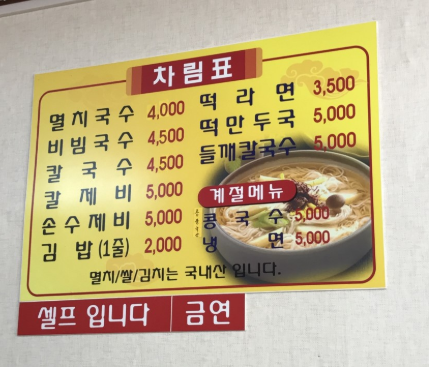 차림표
멸치국수 4,000
비빔국수 4,500
칼국수 4,500
칼제비 5,000
손수제비 5,000
김밥(1줄) 2,000
떡라면 3,500
떡만두국 5,000
들깨칼국수 5,000
계절메뉴
콩국수 5,000
냉면 5,000
멸치/쌀/김치는 국내산 입니다.
셀프 입니다 금연